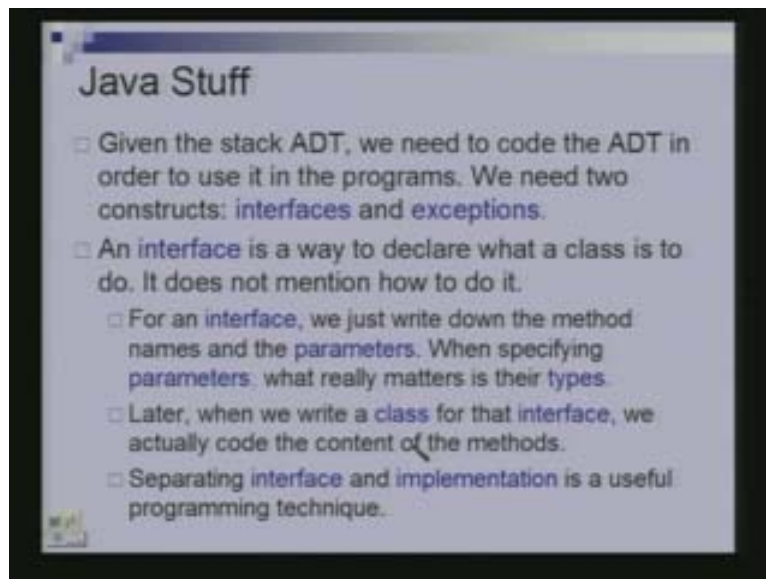 Java Stuff
Given the stack ADT, we need to code the ADT in
order to use it in the programs. We need two
constructs: interfaces and exceptions.
An interface is a way to declare what a class is to
do. It does not mention how to do it.
For an interface, we just write down the method
names and the parameters. When specifying
parameters, what really matters is their types.
Later, when we write a class for that interface, we
actually code the content of the methods.
Separating interface and implementation is a useful
programming technique.